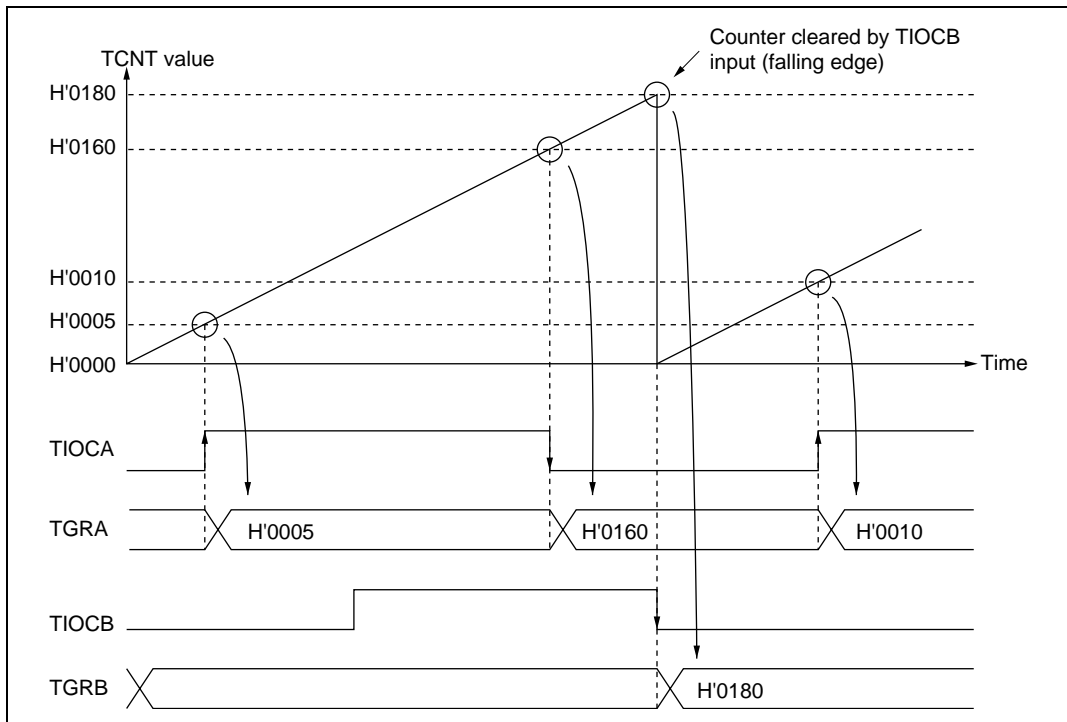 Counter cleared by TIOCB
input (falling edge)
TCNT value
H'0180
H'0160
H'0010
H'0005
H'0000
Time
TIOCA
TGRA
H'0005
H'0160
H'0010
TIOCB
TGRB
H'0180